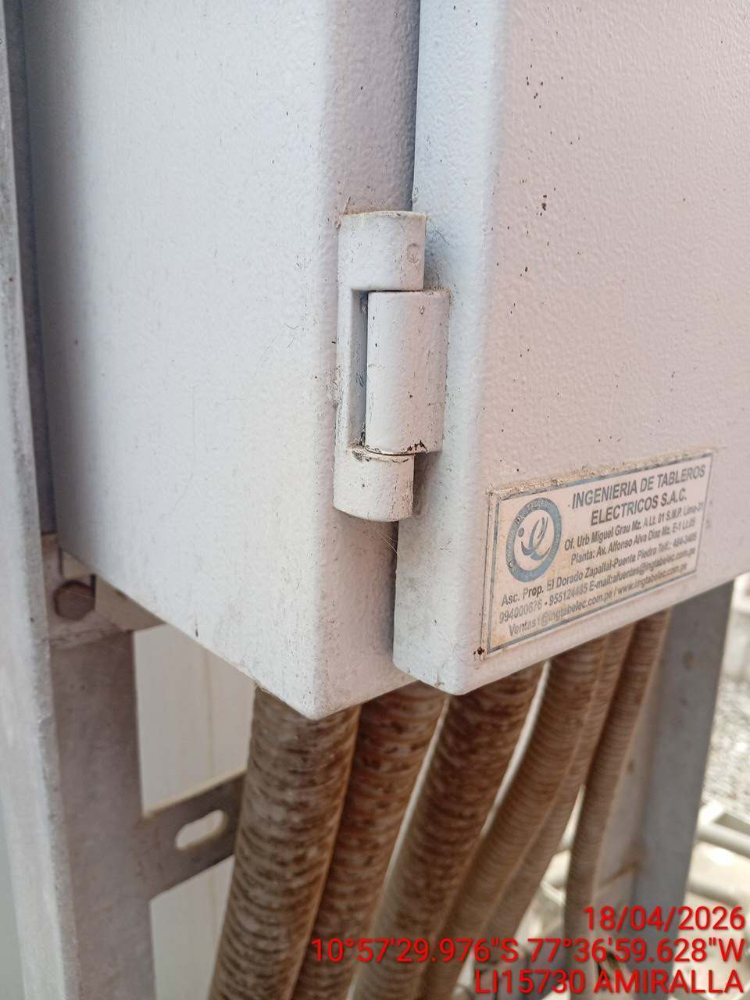 INGENIERIA DE TABLEROS
ELECTRICOS S.A.C.
Of. Urb Miguel Grau Mz. A Lt. 01 S.M.P. Lima-31
Planta: Av. Alfonso Alva Diaz Mz. E-1 Lt.05
Asc. Prop. El Dorado Zapallal-Puente Piedra Telf.: 484-3405
994000676 - 955124485 E-mail:afuentes@ingtabelec.com.pe
Ventas1@ingtabelec.com.pe / www.imgtabelec.com.pe
18/04/2026
10°57'29.976"S 77°36'59.628"W
LI15730 AMIRALLA